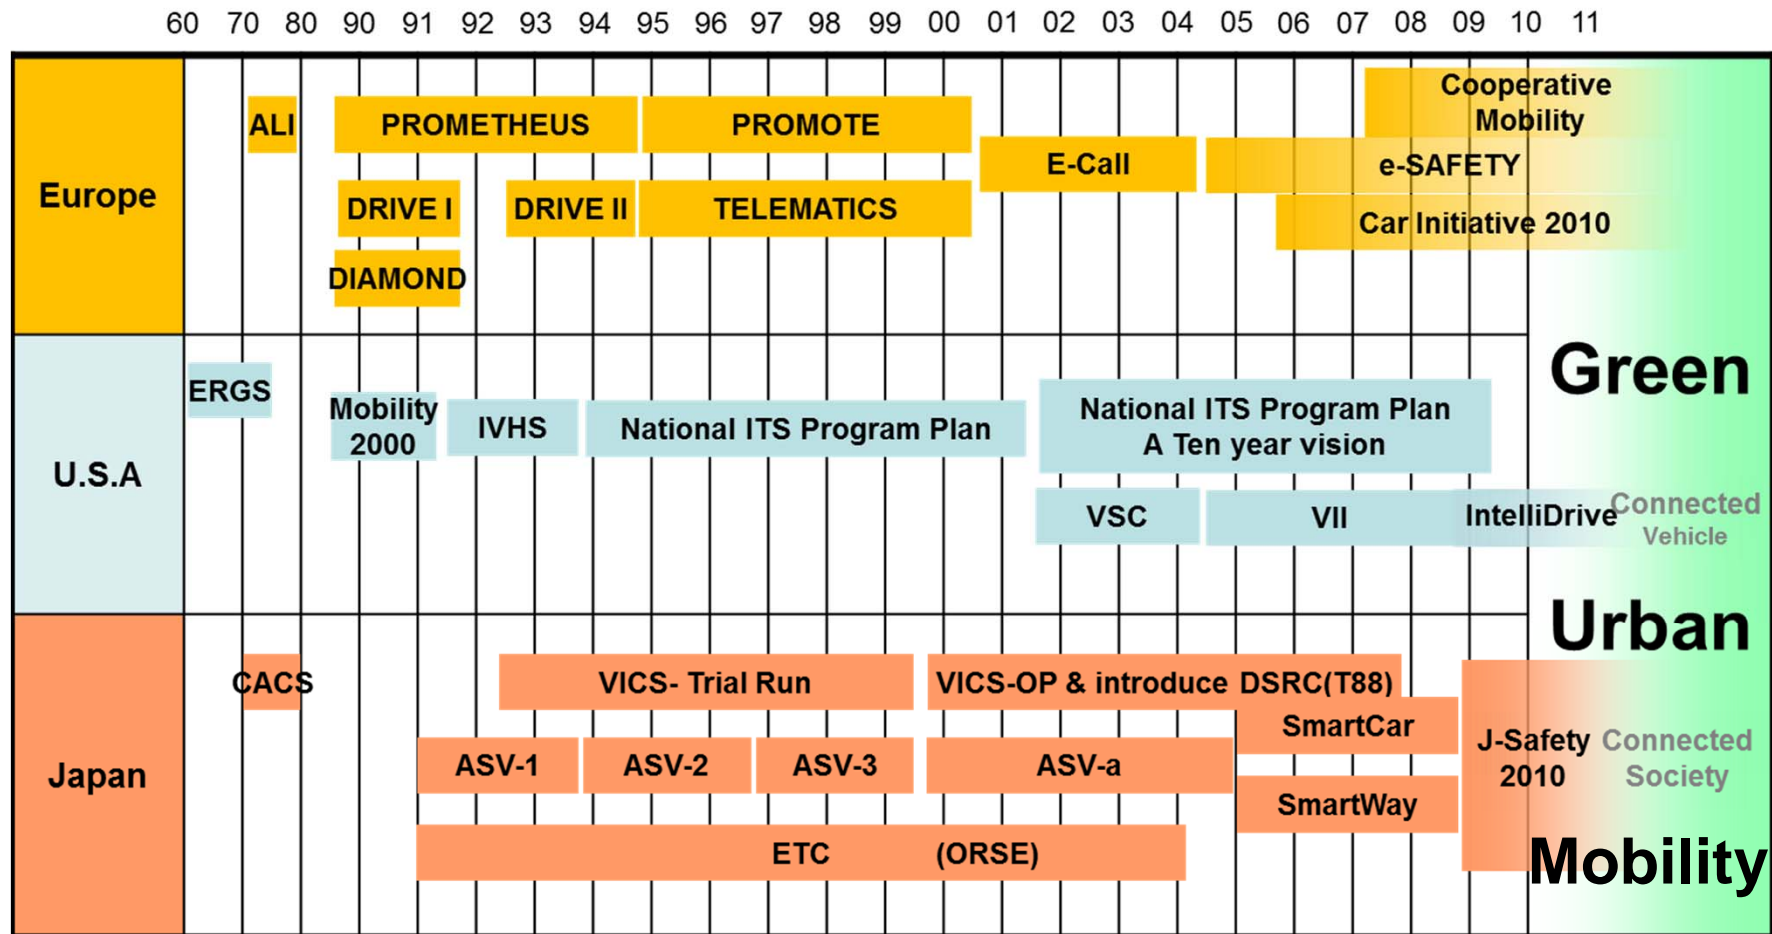 60 70 80 90 91 92 93 94 95 96 97 98 99 00 01 02 03 04 05 06 07 08 09 10 11
Europe
ALI
PROMETHEUS
PROMOTE
E-Call
Cooperative
Mobility
e-SAFETY
Car Initiative 2010
DRIVE I
DRIVE II
TELEMATICS
DIAMOND
U.S.A
ERGS
Mobility
2000
IVHS
National ITS Program Plan
National ITS Program Plan
A Ten year vision
VSC
VII
IntelliDrive
Connected
Vehicle
Green
Urban
Mobility
Japan
CACS
VICS- Trial Run
VICS-OP & introduce DSRC(T88)
SmartCar
ASV-1
ASV-2
ASV-3
ASV-a
SmartWay
J-Safety
2010
Connected
Society
ETC (ORSE)